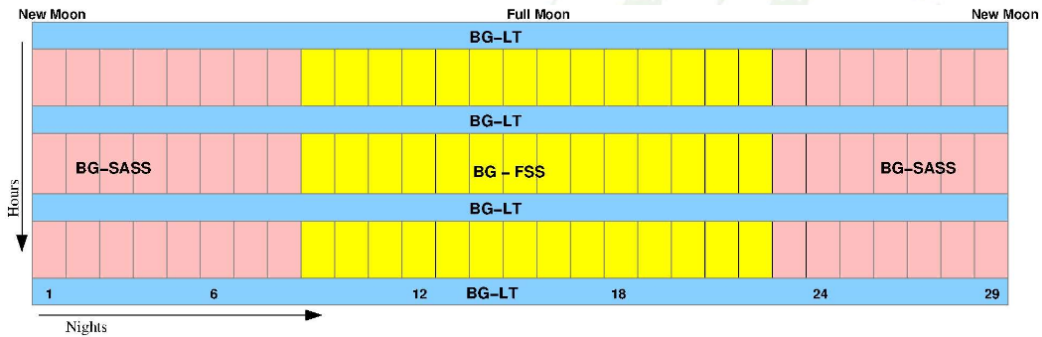 New Moon Full Moon New Moon
BG–LT
BG–LT
BG–SASS BG – FSS BG–SASS
Hours
BG–LT
1 6 12 BG–LT 18 24 29
Nights